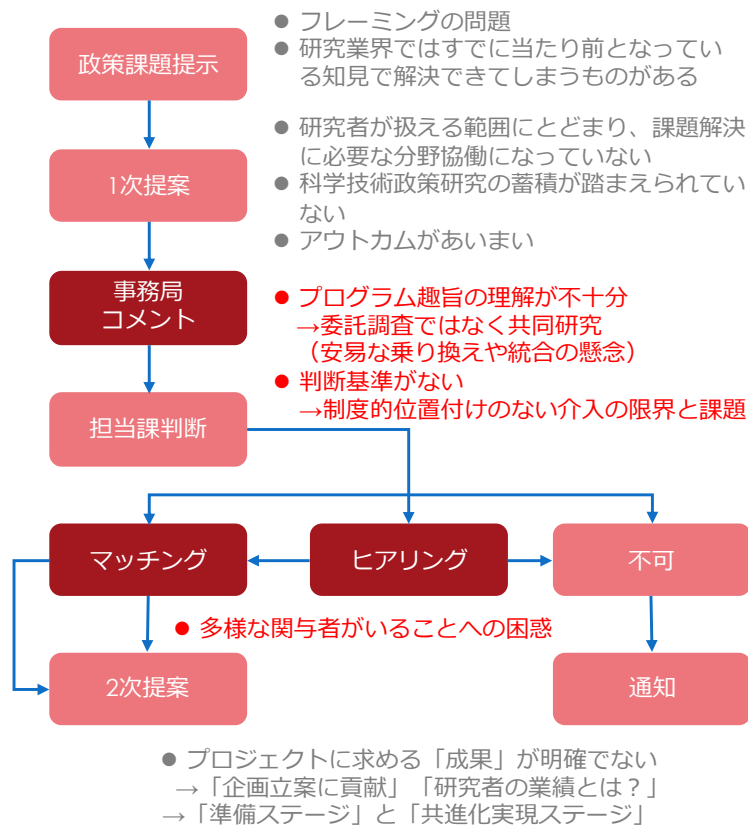 政策課題提示
● フレーミングの問題
● 研究業界ではすでに当たり前となってい
る知見で解決できてしまうものがある
1次提案
● 研究者が扱える範囲にとどまり、課題解決
に必要な分野協働になっていない
● 科学技術政策研究の蓄積が踏まえられてい
ない
● アウトカムがあいまい
事務局
コメント
● プログラム趣旨の理解が不十分
→委託調査ではなく共同研究
（安易な乗り換えや統合の懸念）
● 判断基準がない
→制度的位置付けのない介入の限界と課題
担当課判断
マッチング
ヒアリング
不可
● 多様な関与者がいることへの困惑
2次提案
通知
● プロジェクトに求める「成果」が明確でない
→「企画立案に貢献」「研究者の業績とは？」
→「準備ステージ」と「共進化実現ステージ」